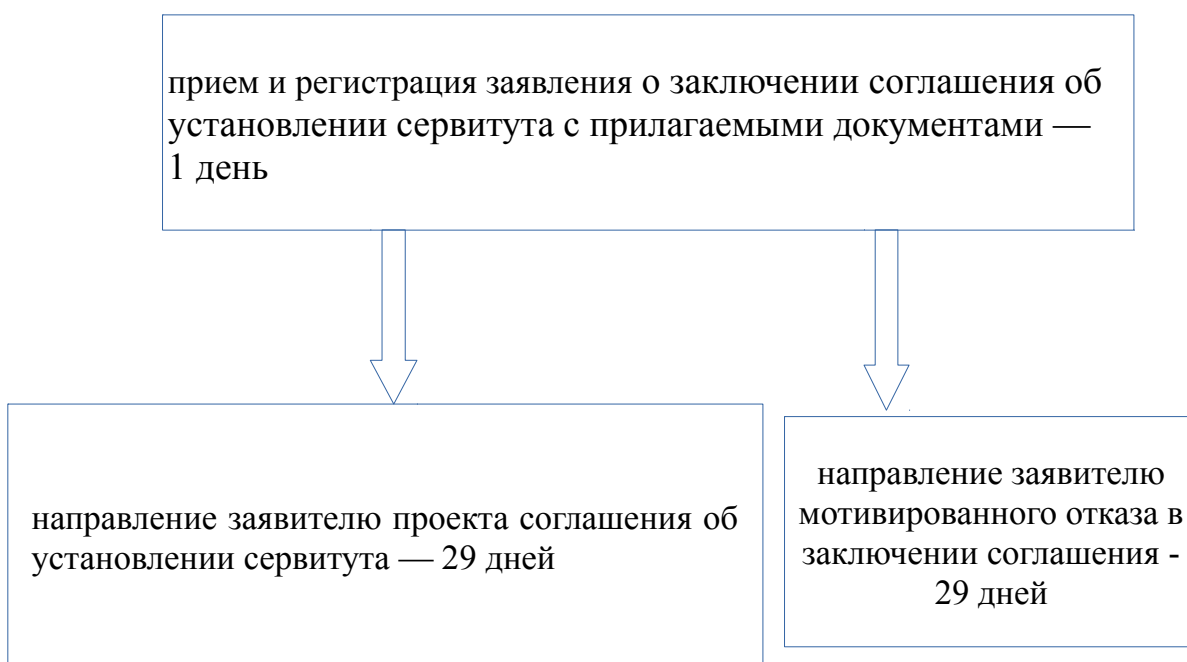 прием и регистрация заявления о заключении соглашения об
установлении сервитута с прилагаемыми документами —
1 день
направление заявителю проекта соглашения об
установлении сервитута — 29 дней
направление заявителю
мотивированного отказа в
заключении соглашения -
29 дней